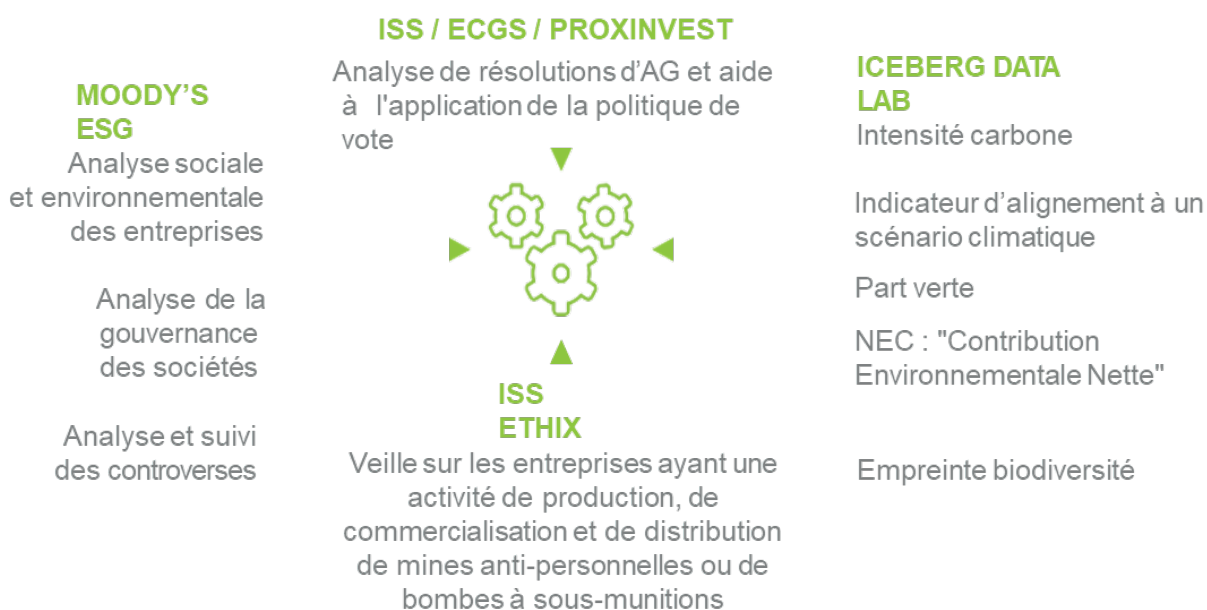 ISS / ECGS / PROXINVEST
Analyse de résolutions d'AG et aide
à l'application de la politique de
vote
MOODY'S
ESG
Analyse sociale
et environnementale
des entreprises
Analyse de la
gouvernance
des sociétés
Analyse et suivi
des controverses
ICEBERG DATA
LAB
Intensité carbone
Indicateur d'alignement à un
scénario climatique
Part verte
NEC : "Contribution
Environnementale Nette"
Empreinte biodiversité
ISS
ETHIX
Veille sur les entreprises ayant une
activité de production, de
commercialisation et de distribution
de mines anti-personnelles ou de
bombes à sous-munitions